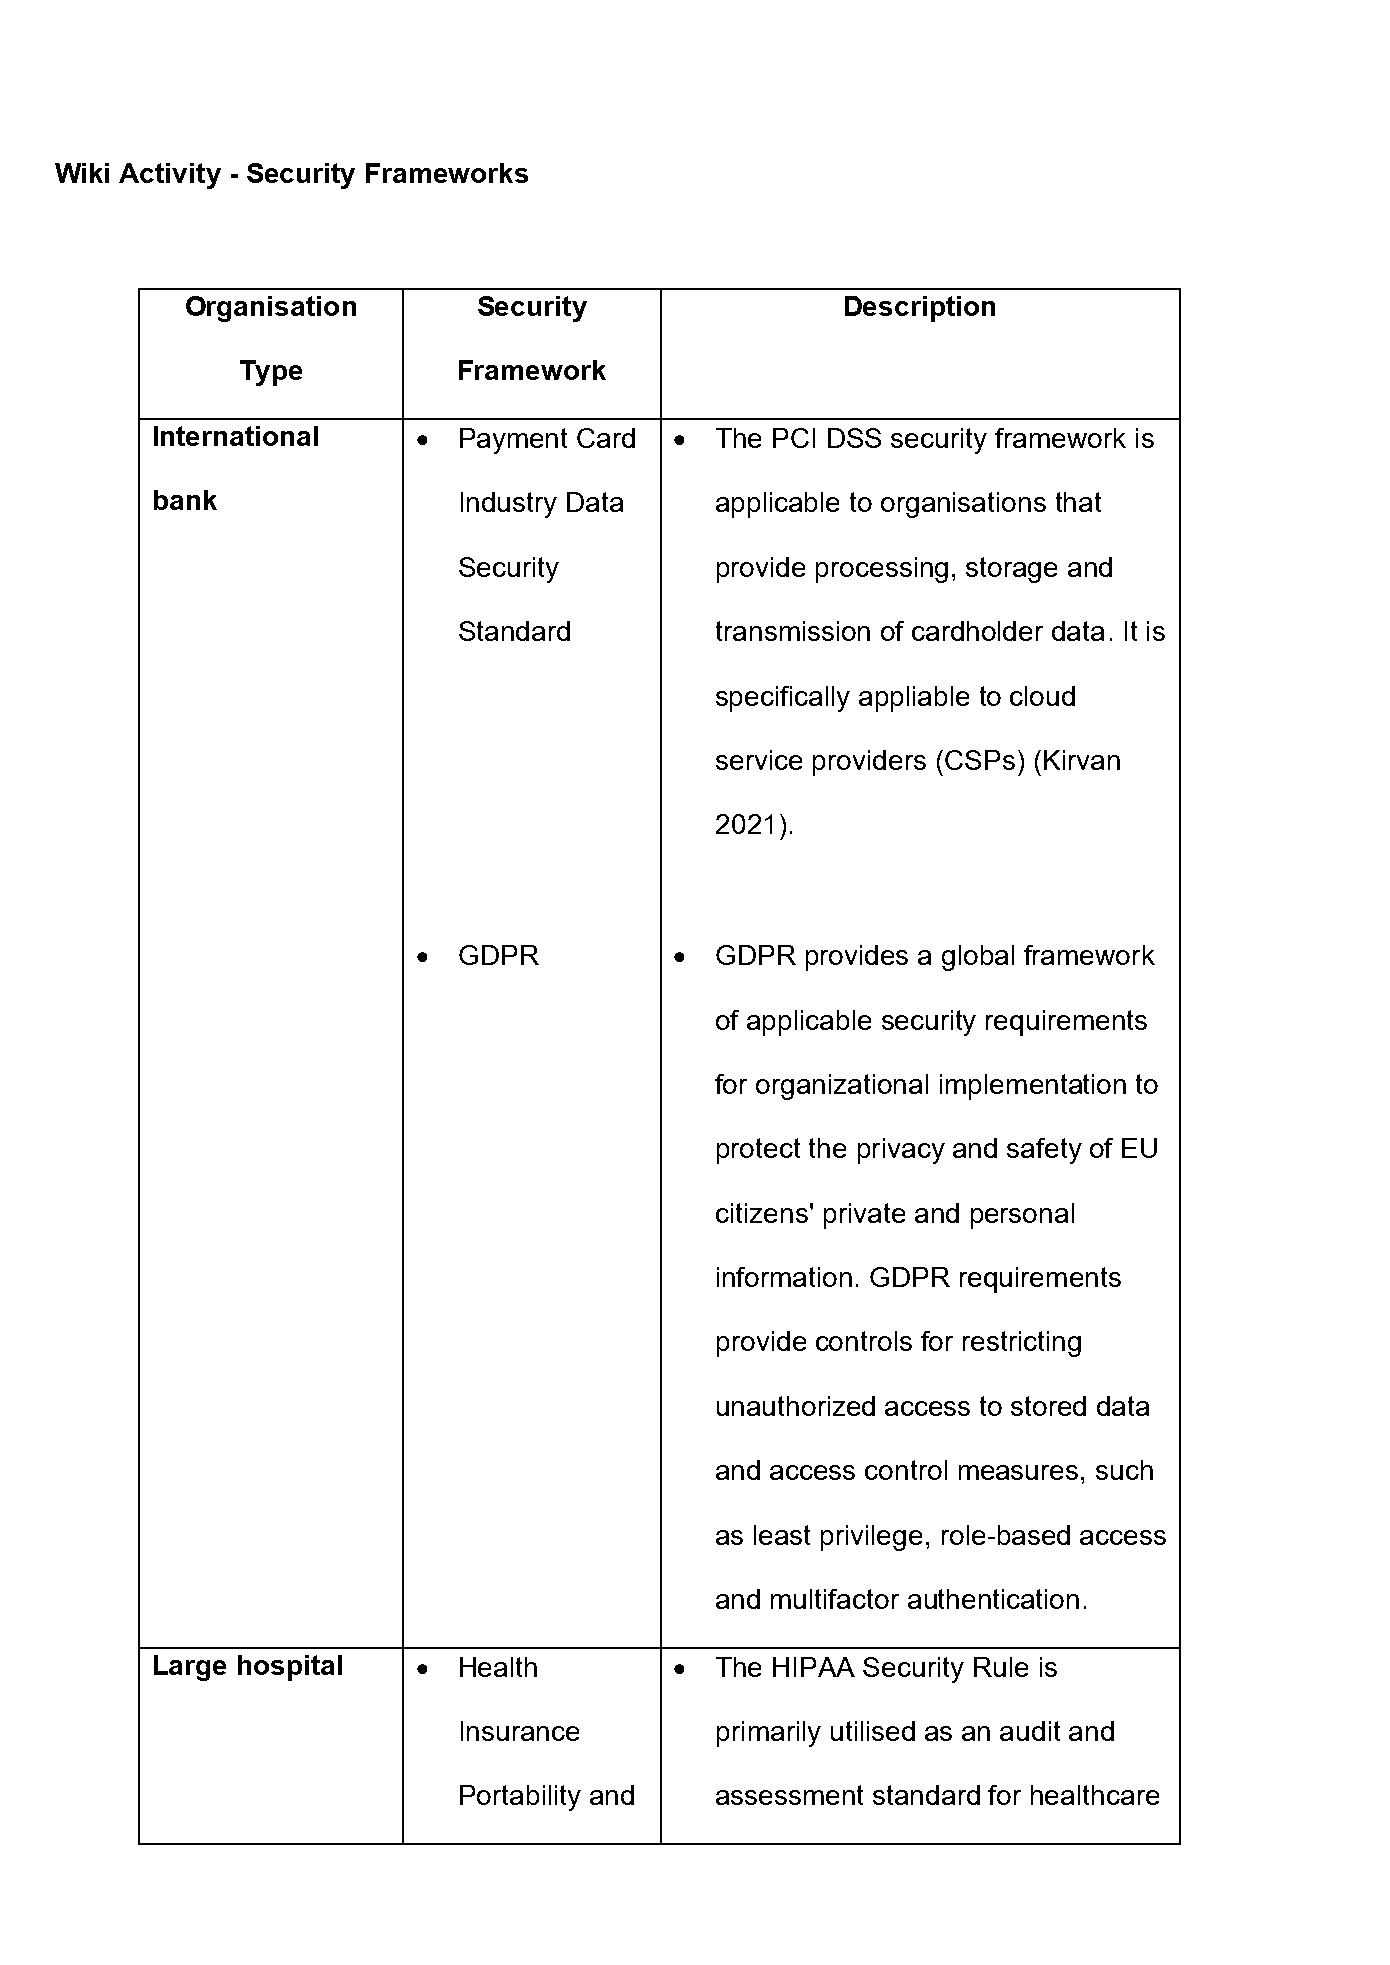 Wiki Activity - Security Frameworks
Organisation
Type
Security
Framework
Description
International
bank
• Payment Card
Industry Data
Security
Standard
• The PCI DSS security framework is
applicable to organisations that
provide processing, storage and
transmission of cardholder data. It is
specifically appliable to cloud
service providers (CSPs) (Kirvan
2021).
• GDPR
• GDPR provides a global framework
of applicable security requirements
for organizational implementation to
protect the privacy and safety of EU
citizens' private and personal
information. GDPR requirements
provide controls for restricting
unauthorized access to stored data
and access control measures, such
as least privilege, role-based access
and multifactor authentication.
Large hospital
• Health
Insurance
Portability and
• The HIPAA Security Rule is
primarily utilised as an audit and
assessment standard for healthcare